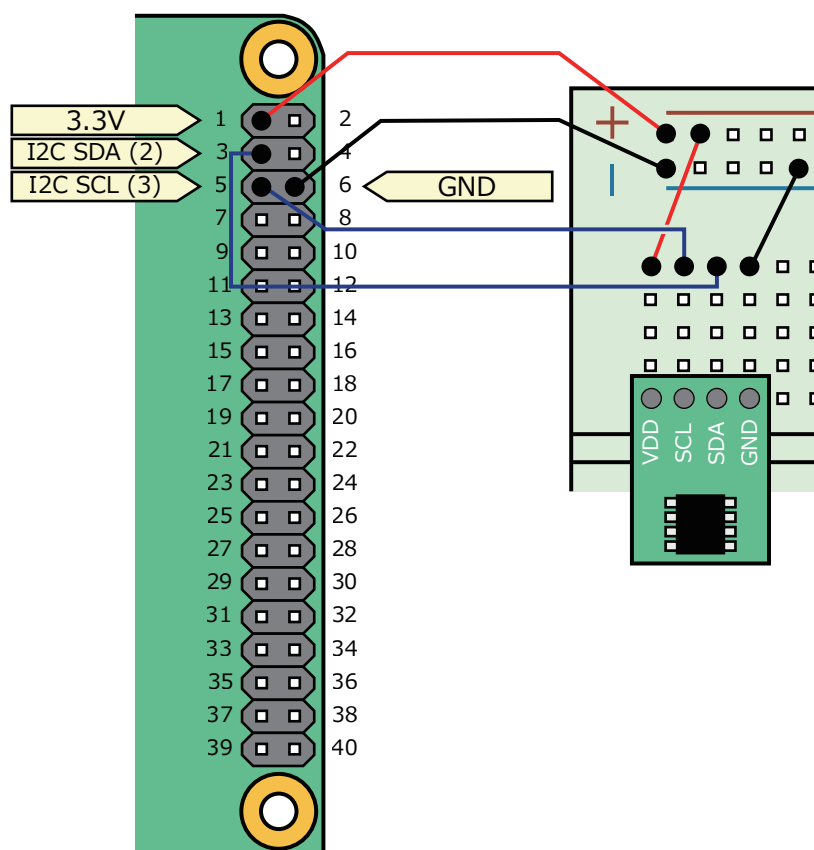 3.3V 1 2
I2C SDA (2) 3 4
I2C SCL (3) 5 6 GND
7 8
9 10
11 12
13 14
15 16
17 18
19 20
21 22
23 24
25 26
27 28
29 30
31 32
33 34
35 36
37 38
39 40
+
−
VDD
SCL
SDA
GND